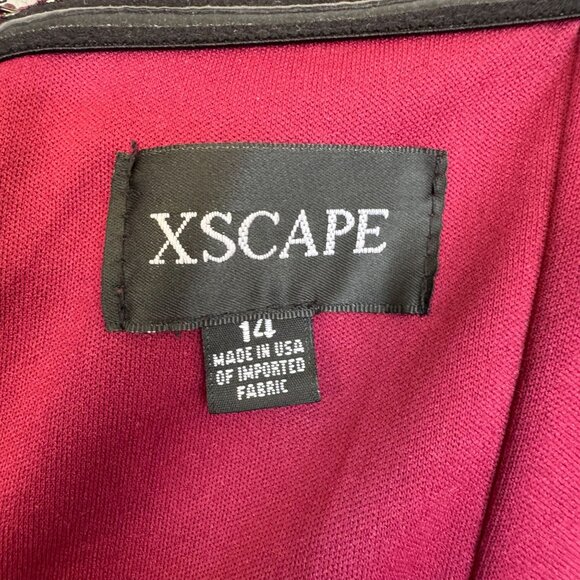 XSCAPE
14
MADE IN USA
OF IMPORTED
FABRIC